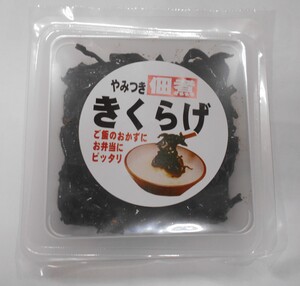 やみつき 佃煮
きくらげ
ご飯のおかずに
お弁当に
ピッタリ